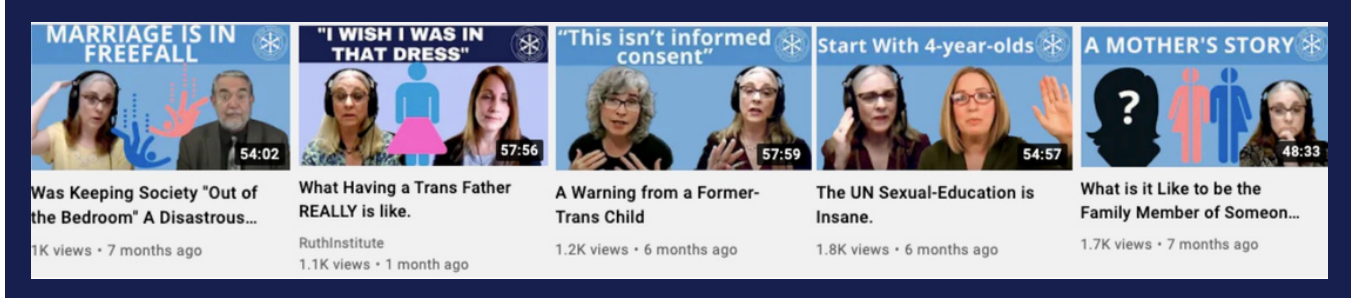 MARRIAGE IS IN
FREEFALL
54:02
Was Keeping Society "Out of
the Bedroom" A Disastrous...
1K views • 7 months ago
"I WISH I WAS IN
THAT DRESS"
57:56
What Having a Trans Father
REALLY is like.
RuthInstitute
1.1K views • 1 month ago
“This isn’t informed
consent”
57:59
A Warning from a Former-
Trans Child
1.2K views • 6 months ago
Start With 4-year-olds
54:57
The UN Sexual-Education is
Insane.
1.8K views • 6 months ago
A MOTHER'S STORY
?
48:33
What is it Like to be the
Family Member of Someon...
1.7K views • 7 months ago